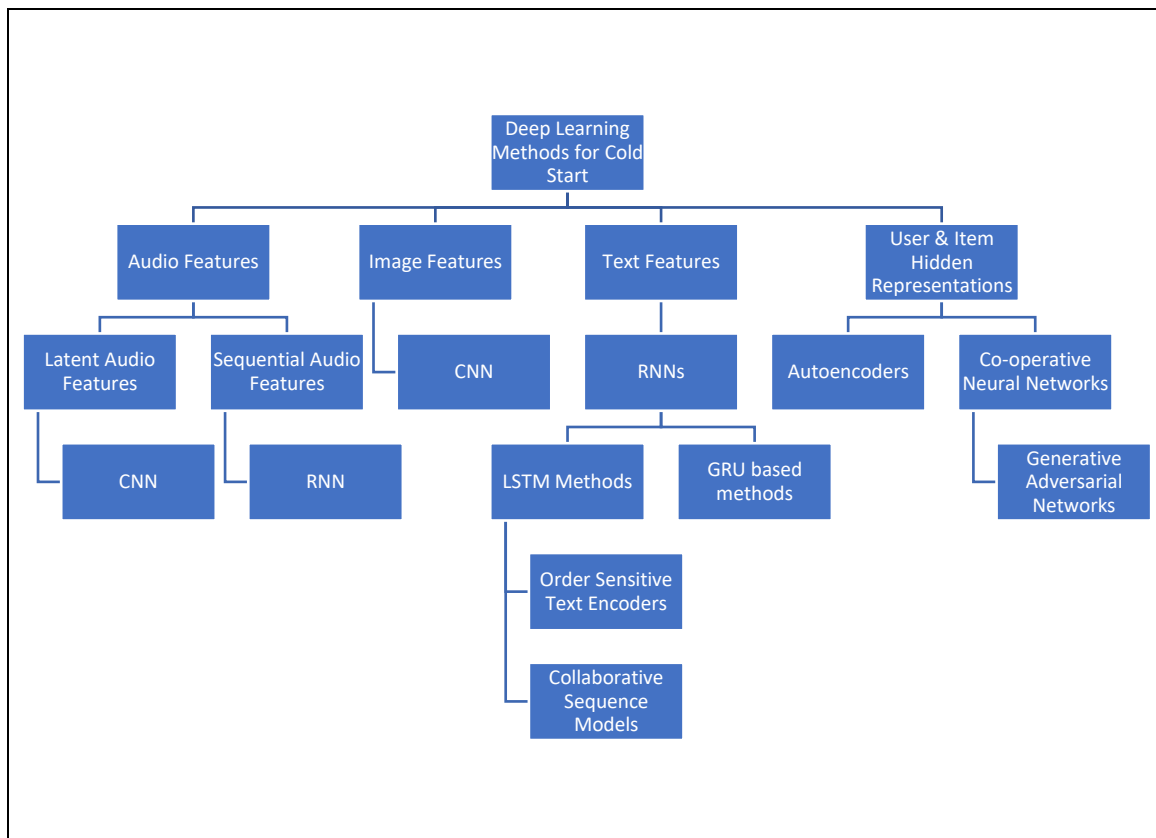 Deep Learning
Methods for Cold
Start
Audio Features
Image Features
Text Features
User & Item
Hidden
Representations
Latent Audio
Features
Sequential Audio
Features
CNN
RNNs
Autoencoders
Co-operative
Neural Networks
CNN
RNN
LSTM Methods
GRU based
methods
Generative
Adversarial
Networks
Order Sensitive
Text Encoders
Collaborative
Sequence
Models